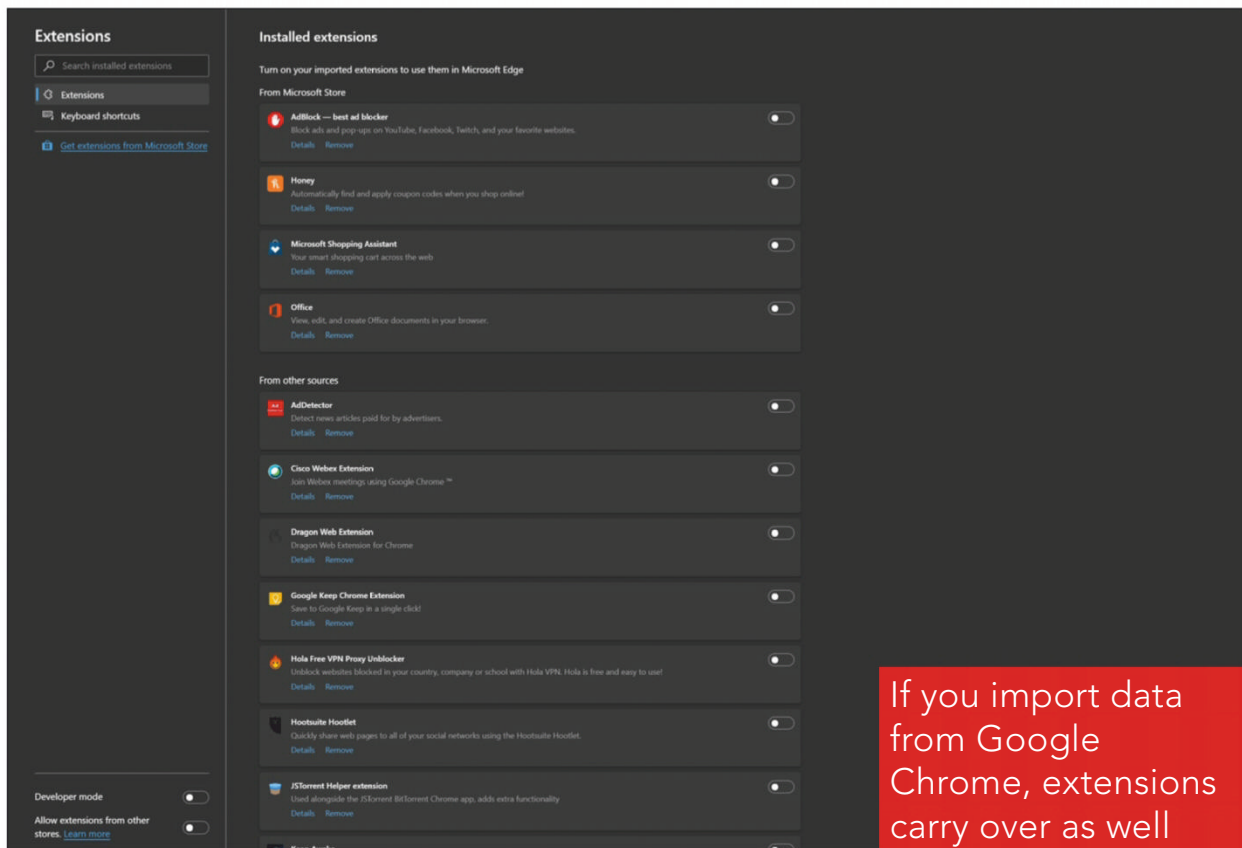 Extensions
Search installed extensions
Extensions
Keyboard shortcuts
Get extensions from Microsoft Store
Developer mode
Allow extensions from other
stores. Learn more
Installed extensions
Turn on your imported extensions to use them in Microsoft Edge
From Microsoft Store
AdBlock — best ad blocker
Block ads and pop-ups on YouTube, Facebook, Twitch, and your favorite websites.
Details Remove
Honey
Automatically find and apply coupon codes when you shop online!
Details Remove
Microsoft Shopping Assistant
Your smart shopping cart across the web
Details Remove
Office
View, edit, and create Office documents in your browser.
Details Remove
From other sources
AdDetector
Detect news articles paid for by advertisers.
Details Remove
Cisco Webex Extension
Join Webex meetings using Google Chrome ™
Details Remove
Dragon Web Extension
Dragon Web Extension for Chrome
Details Remove
Google Keep Chrome Extension
Save to Google Keep in a single click!
Details Remove
Hola Free VPN Proxy Unblocker
Unblock websites blocked in your country, company or school with Hola VPN. Hola is free and easy to use!
Details Remove
Hootsuite Hootlet
Quickly share web pages to all of your social networks using the Hootsuite Hootlet.
Details Remove
JSTorrent Helper extension
Used alongside the JSTorrent BitTorrent Chrome app, adds extra functionality
Details Remove
If you import data
from Google
Chrome, extensions
carry over as well